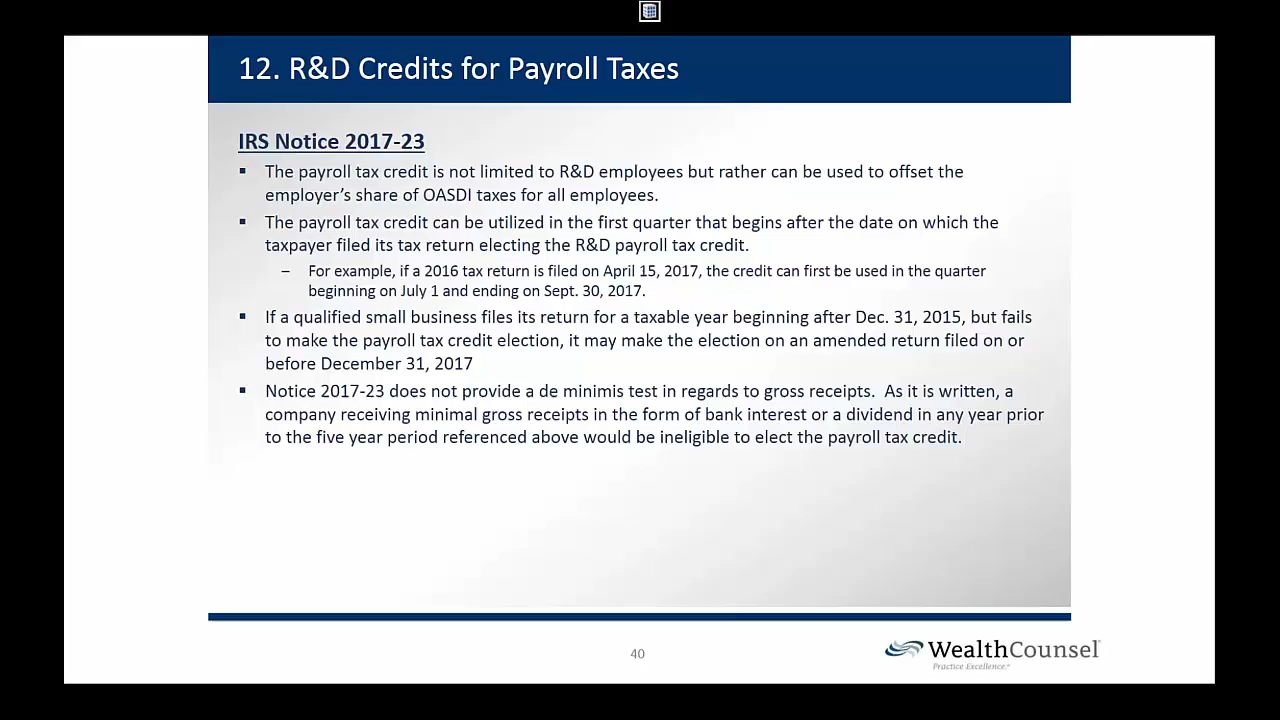 12. R&D Credits for Payroll Taxes
IRS Notice 2017-23
▪ The payroll tax credit is not limited to R&D employees but rather can be used to offset the
employer’s share of OASDI taxes for all employees.
▪ The payroll tax credit can be utilized in the first quarter that begins after the date on which the
taxpayer filed its tax return electing the R&D payroll tax credit.
– For example, if a 2016 tax return is filed on April 15, 2017, the credit can first be used in the quarter
beginning on July 1 and ending on Sept. 30, 2017.
▪ If a qualified small business files its return for a taxable year beginning after Dec. 31, 2015, but fails
to make the payroll tax credit election, it may make the election on an amended return filed on or
before December 31, 2017
▪ Notice 2017-23 does not provide a de minimis test in regards to gross receipts.  As it is written, a
company receiving minimal gross receipts in the form of bank interest or a dividend in any year prior
to the five year period referenced above would be ineligible to elect the payroll tax credit.
40
WealthCounsel
Practice Excellence.